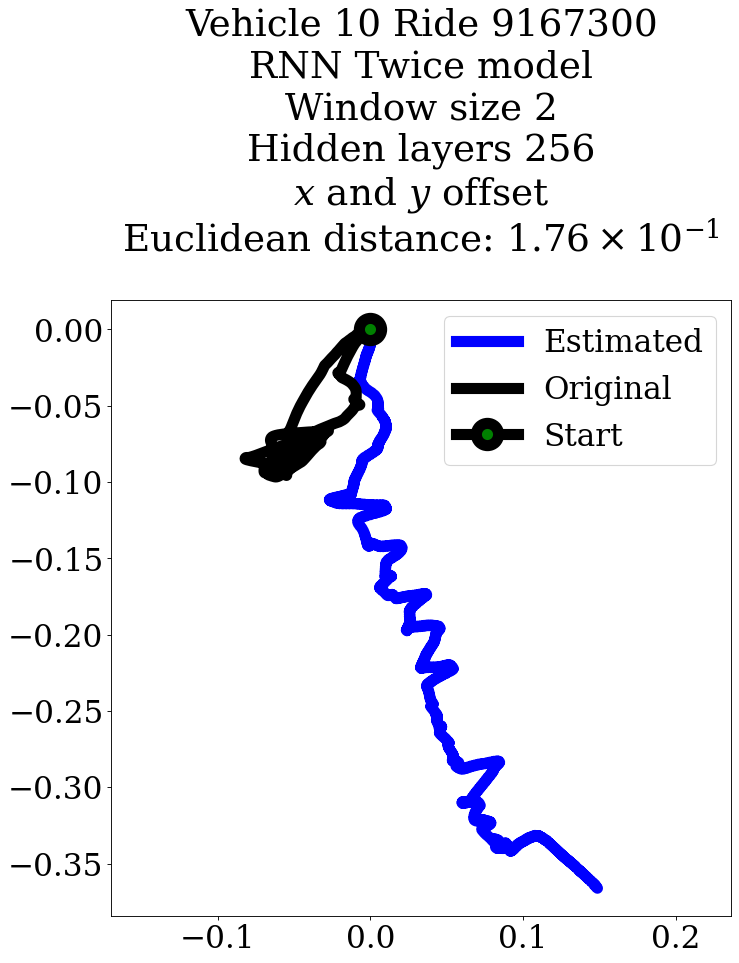 Vehicle 10 Ride 9167300
RNN Twice model
Window size 2
Hidden layers 256
x and y offset
Euclidean distance: 1.76 × 10⁻¹
Estimated
Original
Start
0.00
−0.05
−0.10
−0.15
−0.20
−0.25
−0.30
−0.35
−0.1 0.0 0.1 0.2